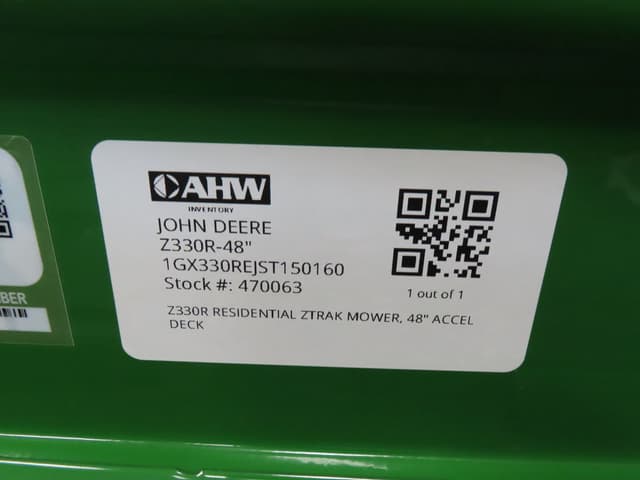 AHW
INVENTORY
JOHN DEERE
Z330R-48"
1GX330REJST150160
Stock #: 470063
1 out of 1
Z330R RESIDENTIAL ZTRAK MOWER, 48" ACCEL
DECK
BER